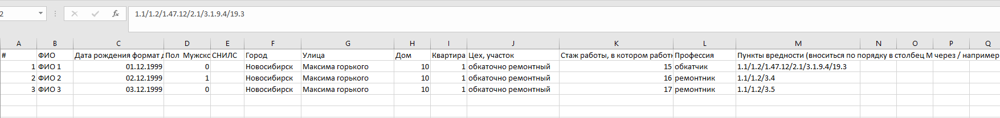 2 fx 1.1/1.2/1.47.12/2.1/3.1.9.4/19.3
A B C D E F G H I J K L M N O P Q
# ФИО Дата рождения формат д Пол Мужско СНИЛС Город Улица Дом Квартира Цех, участок Стаж работы, в котором работн Профессия Пункты вредности (вноситься по порядку в столбец М через / например
1 ФИО 1 01.12.1999 0 Новосибирск Максима горького 10 1 обкаточно ремонтный 15 обкатчик 1.1/1.2/1.47.12/2.1/3.1.9.4/19.3
2 ФИО 2 02.12.1999 1 Новосибирск Максима горького 10 1 обкаточно ремонтный 16 ремонтник 1.1/1.2/3.4
3 ФИО 3 03.12.1999 0 Новосибирск Максима горького 10 1 обкаточно ремонтный 17 ремонтник 1.1/1.2/3.5